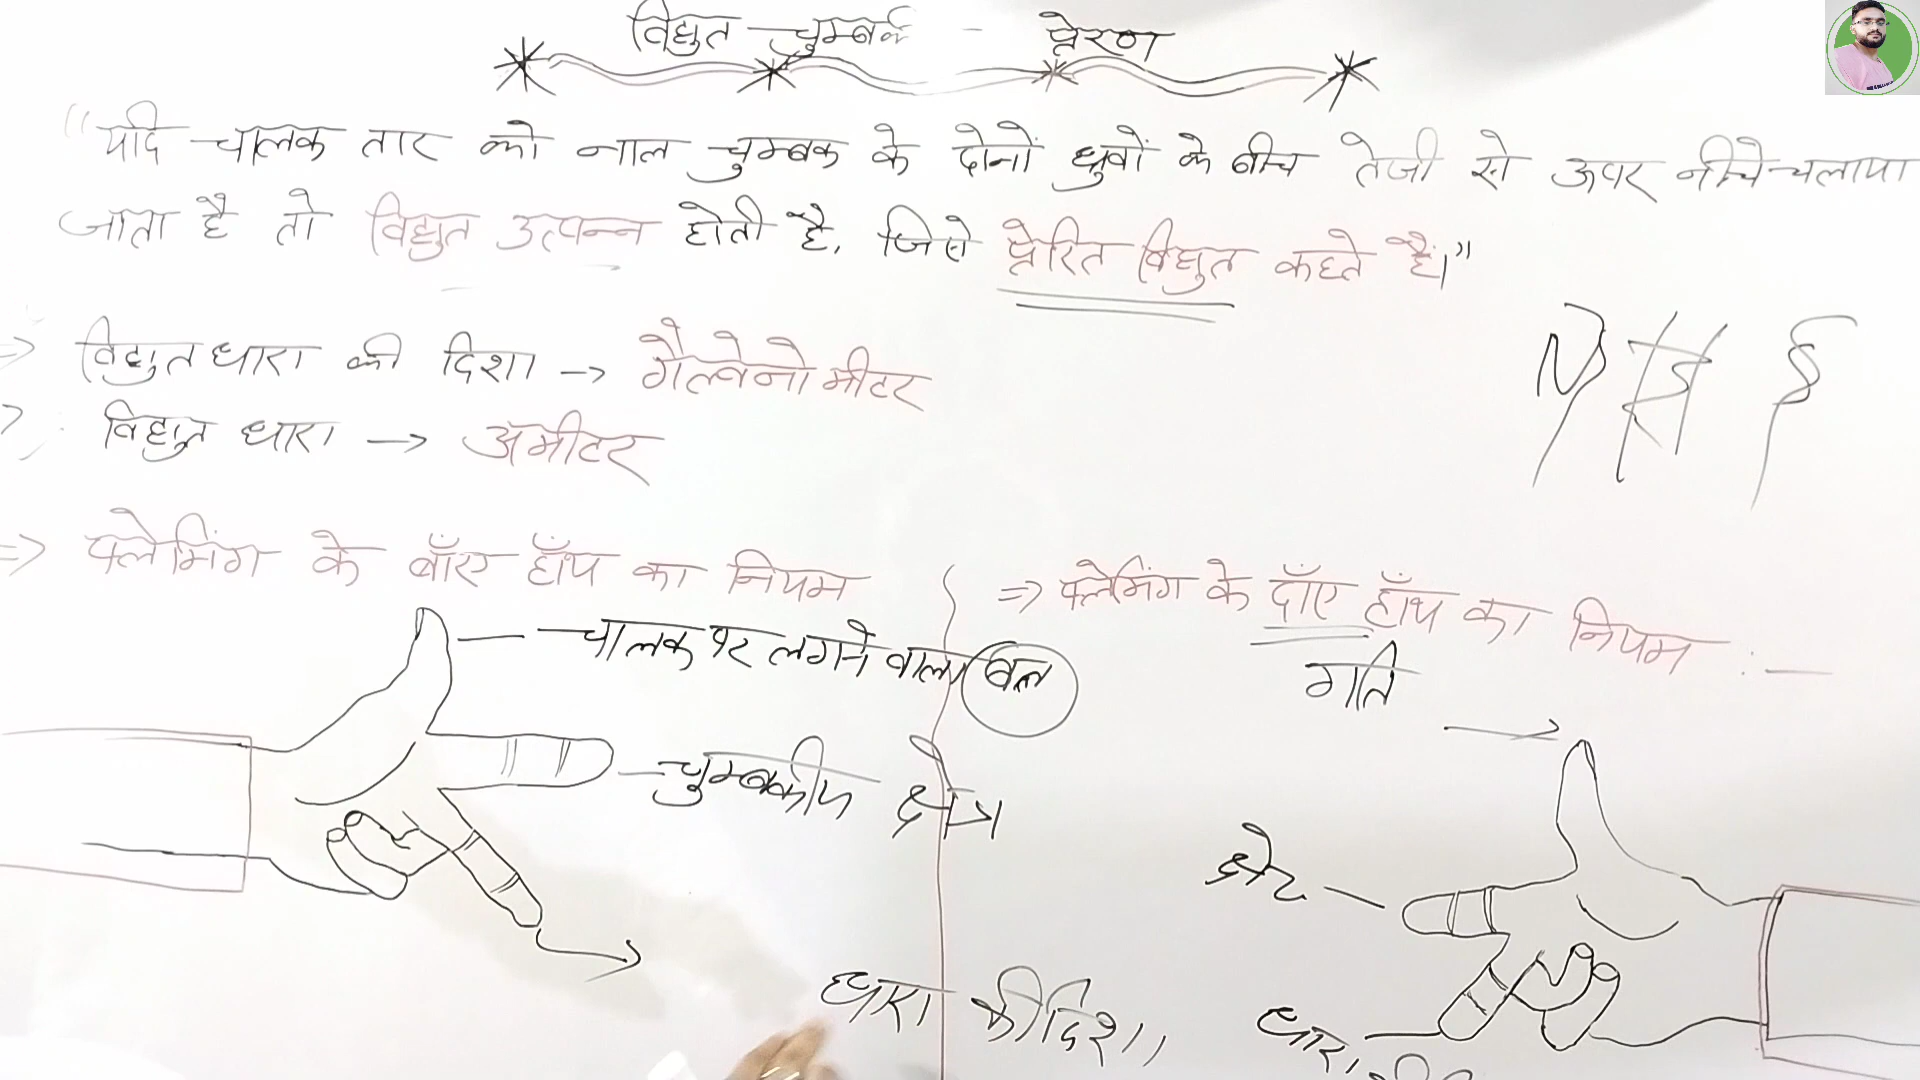 विद्युत चुम्बक - प्रेरण
"यदि चालक तार को नाल चुम्बक के दोनों ध्रुवों के बीच तेजी से ऊपर नीचे चलाया
जाता है तो विद्युत उत्पन्न होती है, जिसे प्रेरित विद्युत कहते हैं।"
⇒ विद्युत धारा की दिशा → गैल्वेनोमीटर
विद्युत धारा → अमीटर
N S
⇒ फ्लेमिंग के बाँए हाँथ का नियम
चालक पर लगने वाला बल
चुम्बकीय क्षेत्र
धारा की दिशा
⇒ फ्लेमिंग के दाँए हाँथ का नियम :—
गति
क्षेत्र
धारा